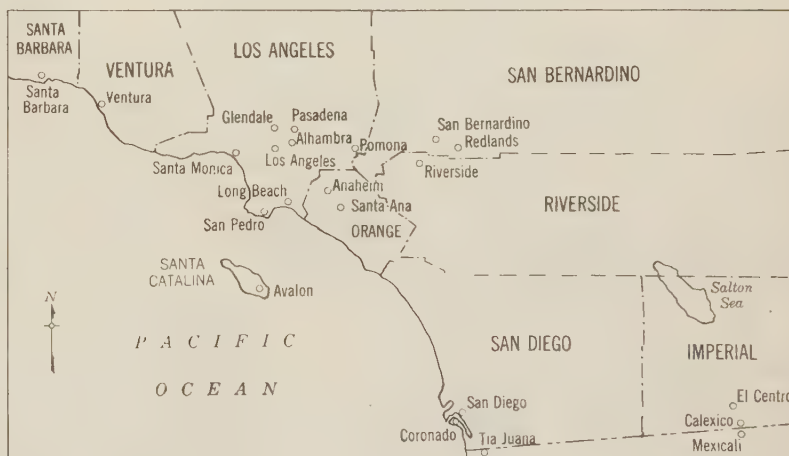 SANTA
BARBARA
VENTURA
LOS ANGELES
SAN BERNARDINO
Santa
Barbara
Ventura
Glendale
Pasadena
Alhambra
Los Angeles
Pomona
San Bernardino
Redlands
Riverside
Santa Monica
Long Beach
San Pedro
Anaheim
Santa-Ana
ORANGE
RIVERSIDE
SANTA
CATALINA
Avalon
Salton
Sea
N
PACIFIC
OCEAN
SAN DIEGO
IMPERIAL
San Diego
Coronado
Tia Juana
El Centro
Calexico
Mexicali